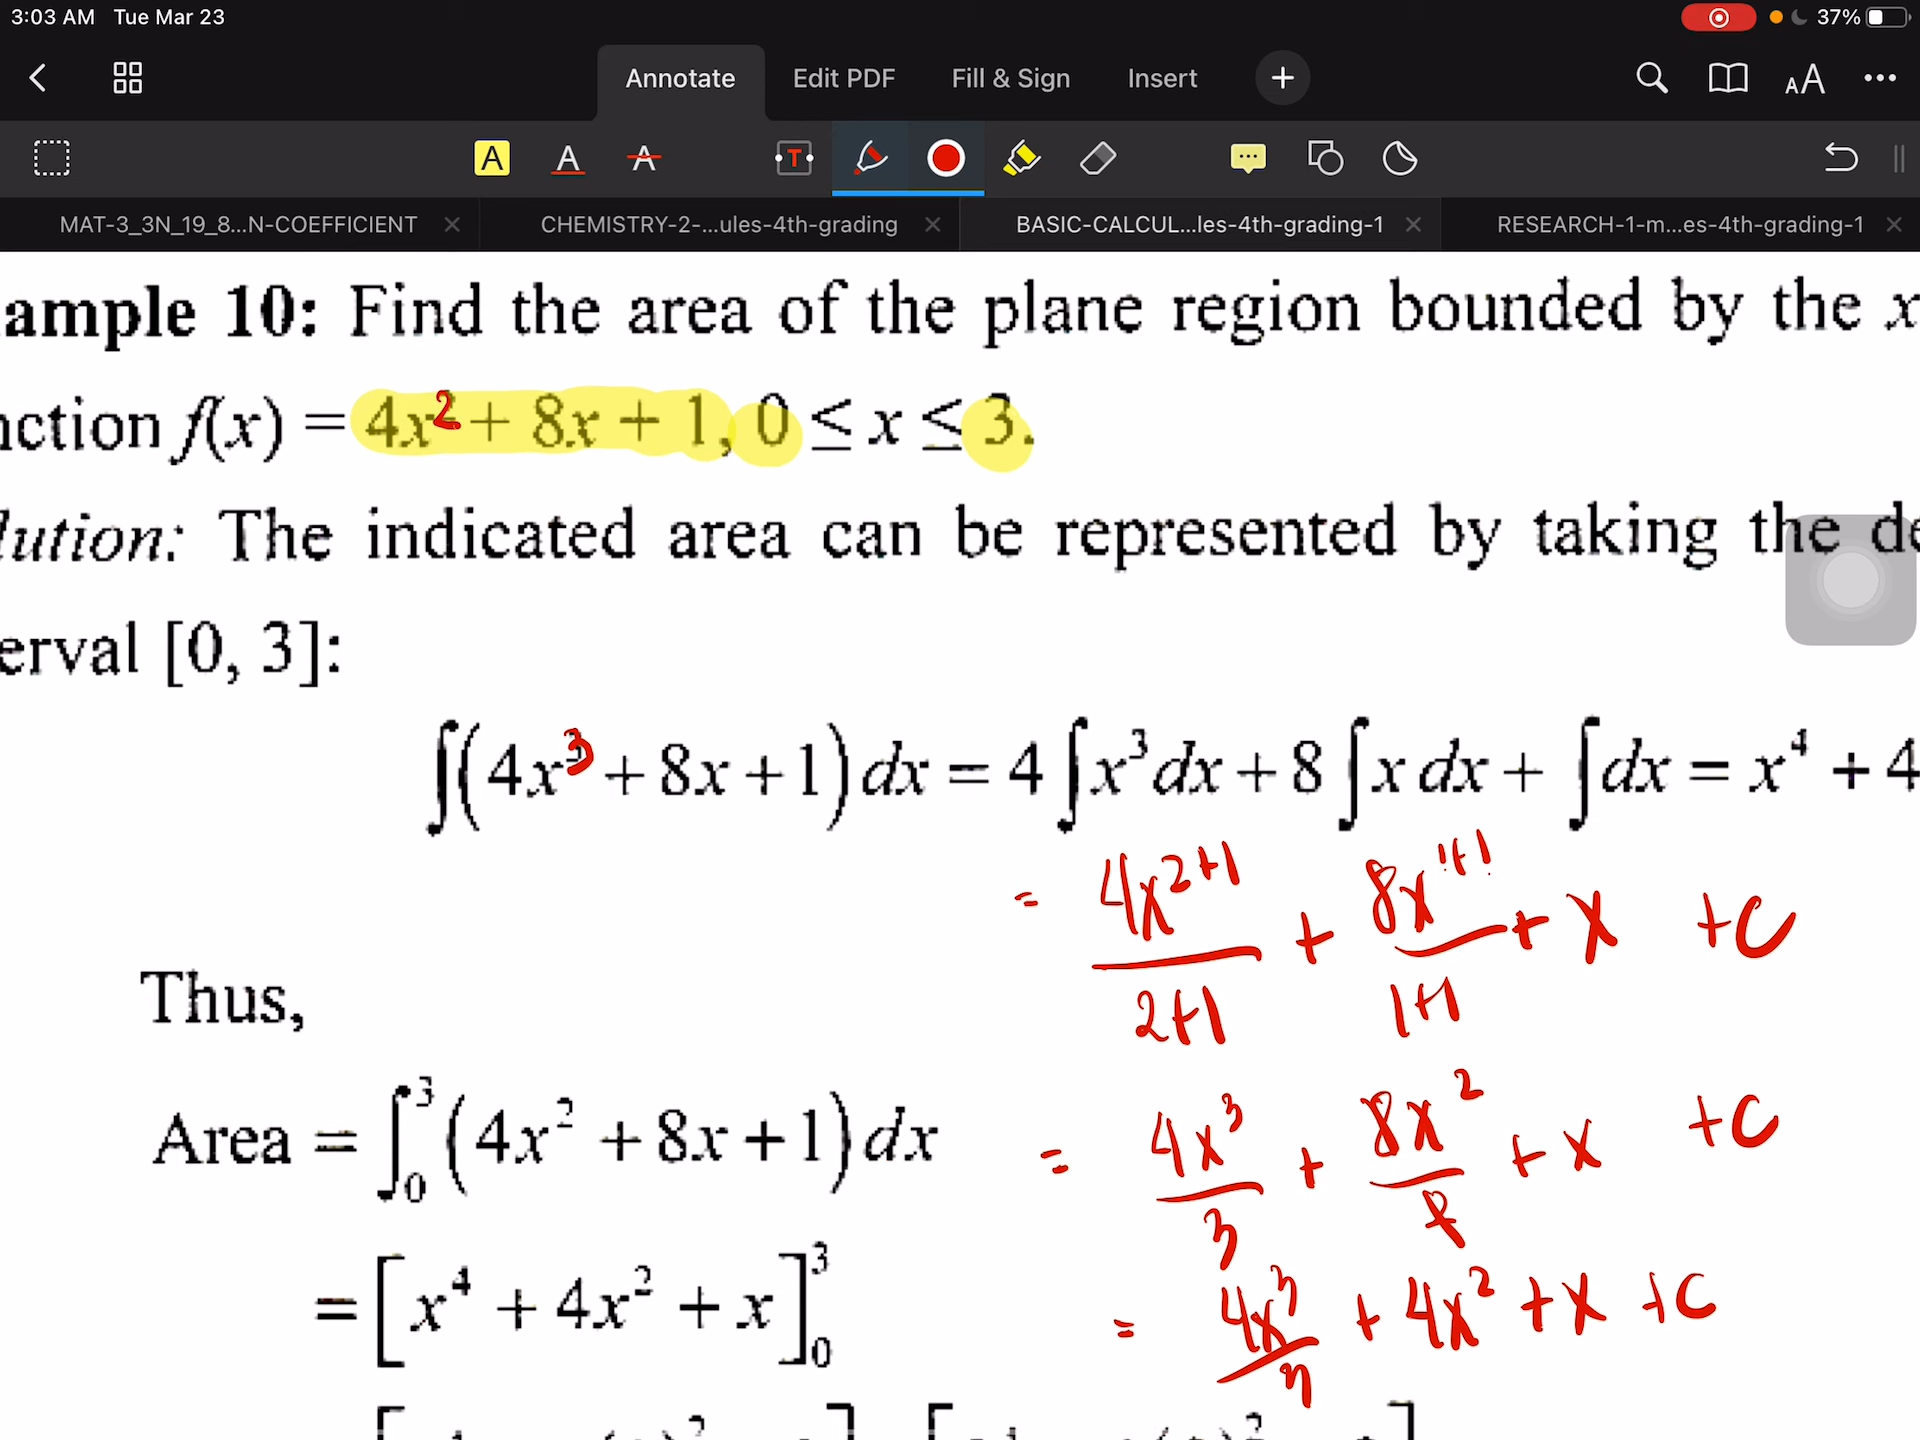 3:03 AM Tue Mar 23 37%
Annotate Edit PDF Fill & Sign Insert
MAT-3_3N_19_8...N-COEFFICIENT CHEMISTRY-2-...ules-4th-grading BASIC-CALCUL...les-4th-grading-1 RESEARCH-1-m...es-4th-grading-1
ample 10: Find the area of the plane region bounded by the x
nction f(x) = 4x² + 8x + 1, 0 ≤ x ≤ 3.
lution: The indicated area can be represented by taking the de
erval [0, 3]:
∫(4x³ + 8x + 1) dx = 4∫x³dx + 8∫x dx + ∫dx = x⁴ + 4
= 4x^(2+1)/(2+1) + 8x^(1+1)/(1+1) + x + c
Thus,
Area = ∫₀³ (4x² + 8x + 1) dx
= 4x³/3 + 8x²/ + x + c
= [x⁴ + 4x² + x]₀³
= 4x³/3 + 4x² + x + c